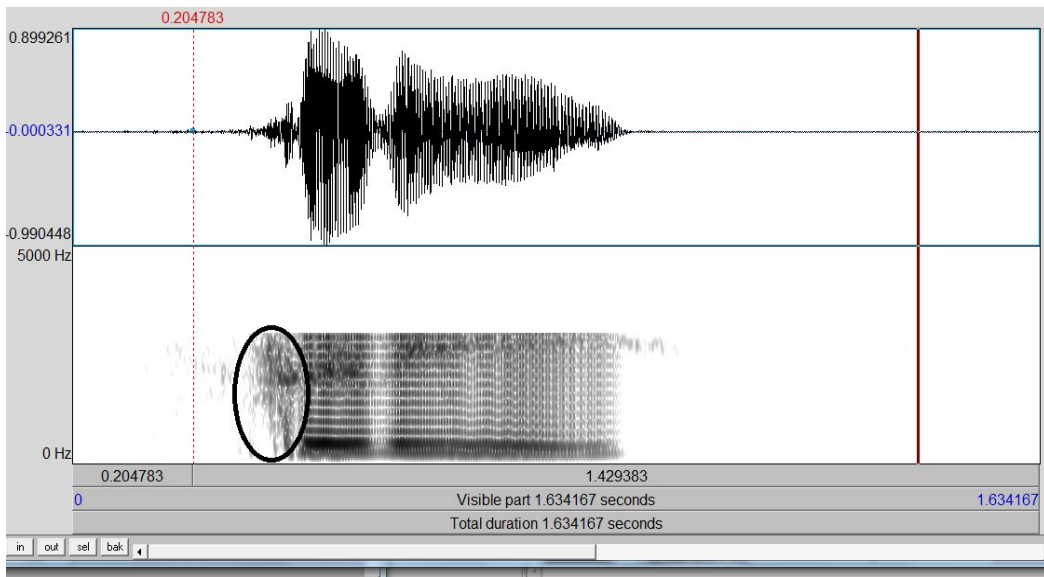 0.204783
0.899261
-0.000331
-0.990448
5000 Hz
0 Hz
0.204783 1.429383
0 Visible part 1.634167 seconds 1.634167
Total duration 1.634167 seconds
in out sel bak